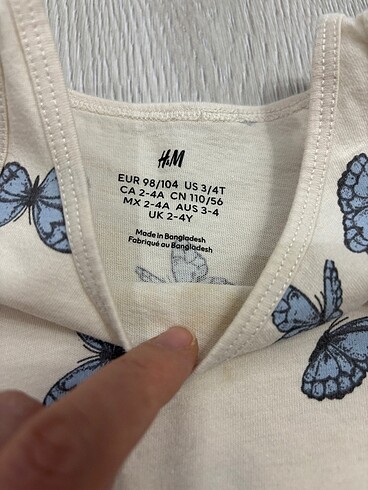 H&M
EUR 98/104 US 3/4T
CA 2-4A CN 110/56
MX 2-4A AUS 3-4
UK 2-4Y
Made in Bangladesh
Fabriqué au Bangladesh